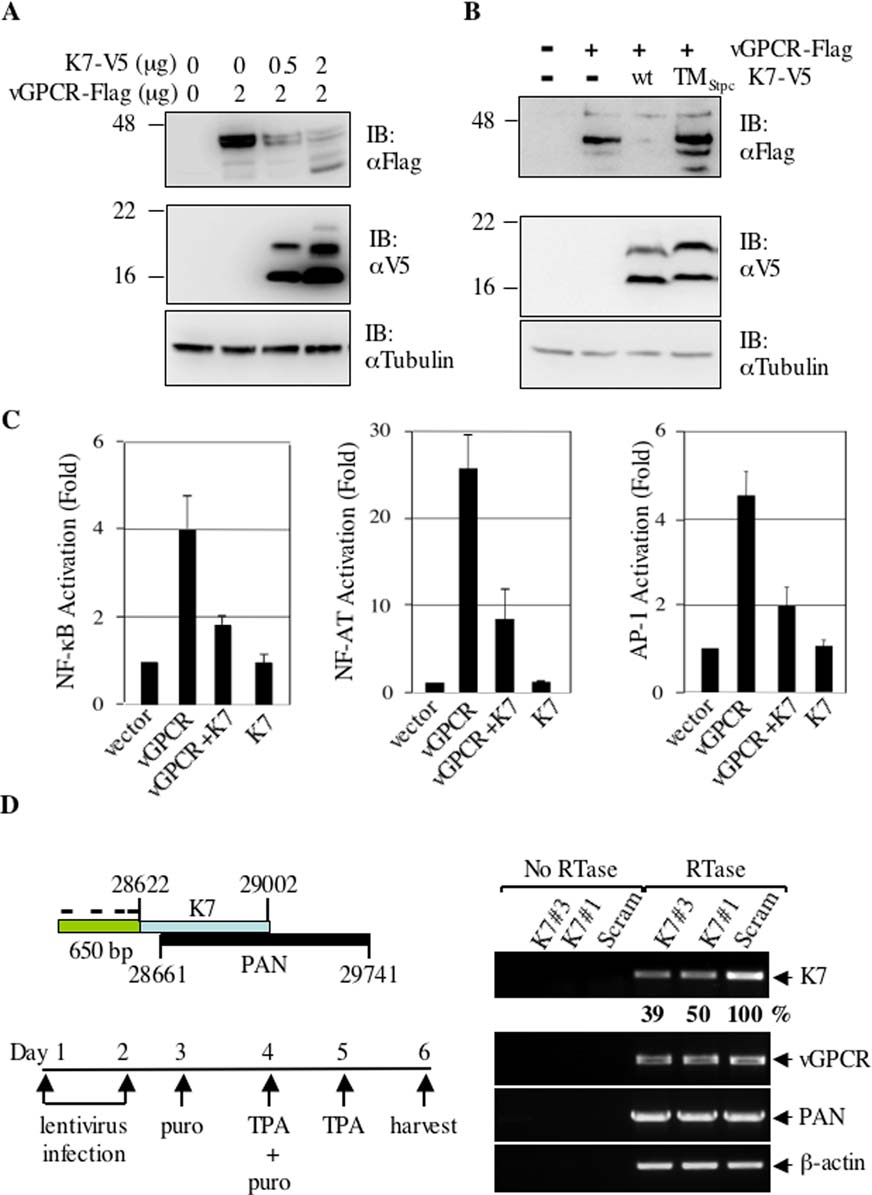 A
K7-V5 (μg) 0 0 0.5 2
vGPCR-Flag (μg) 0 2 2 2
48
IB:
αFlag
22
16
IB:
αV5
IB:
αTubulin
B
- + + + vGPCR-Flag
- - wt TMStpc K7-V5
48
IB:
αFlag
22
16
IB:
αV5
IB:
αTubulin
C
NF-κB Activation (Fold)
6
4
2
0
vector
vGPCR
vGPCR+K7
K7
NF-AT Activation (Fold)
30
20
10
0
vector
vGPCR
vGPCR+K7
K7
AP-1 Activation (Fold)
6
4
2
0
vector
vGPCR
vGPCR+K7
K7
D
28622 29002
K7
650 bp
PAN
28661 29741
Day 1 2 3 4 5 6
lentivirus infection
puro
TPA
+
puro
TPA
harvest
No RTase RTase
K7#3 K7#1 Scram K7#3 K7#1 Scram
K7
39 50 100 %
vGPCR
PAN
β-actin